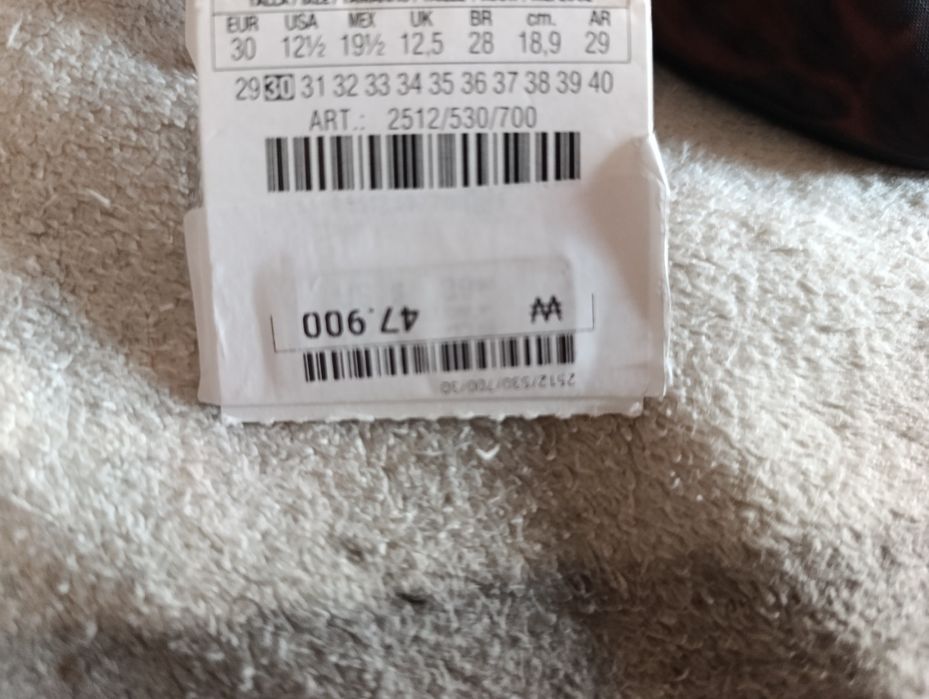 EUR USA MEX UK BR cm. AR
30 12½ 19½ 12,5 28 18,9 29
29 30 31 32 33 34 35 36 37 38 39 40
ART.: 2512/530/700
₩ 47.900
2512/530/700/30